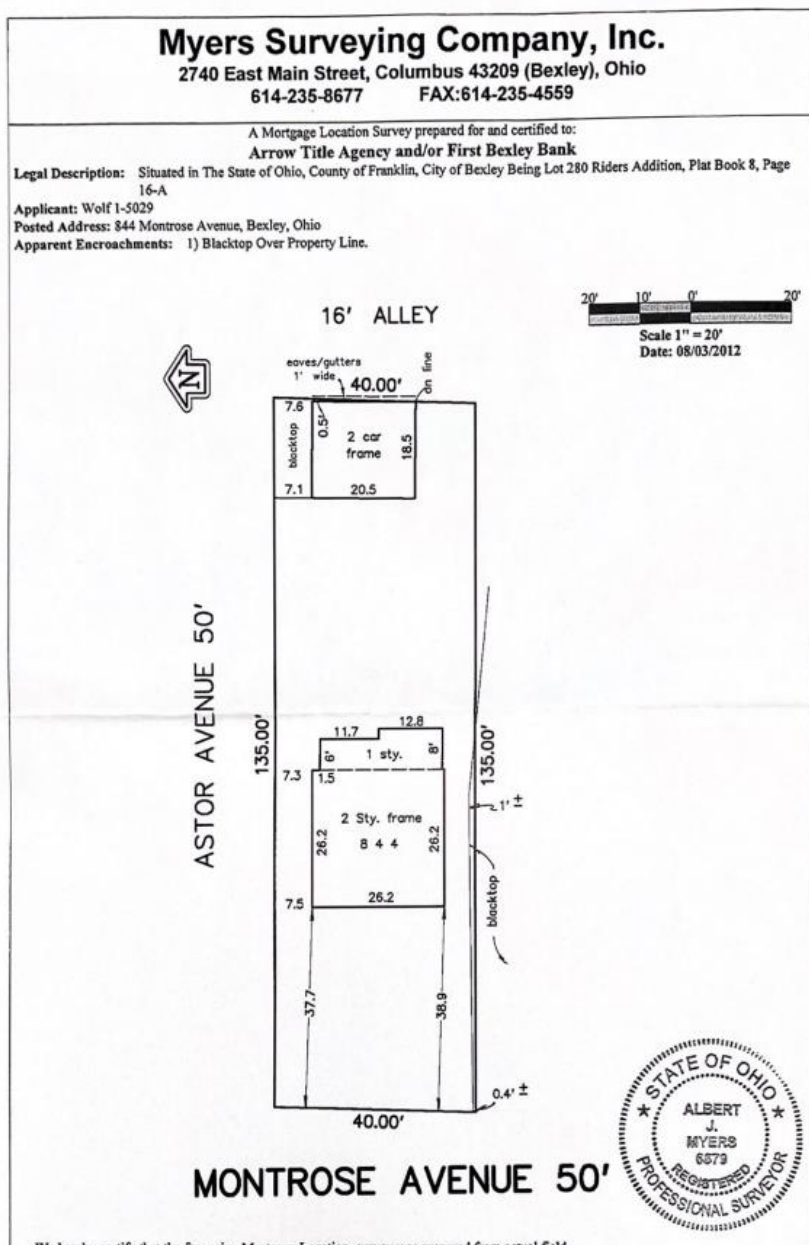 Myers Surveying Company, Inc.
2740 East Main Street, Columbus 43209 (Bexley), Ohio
614-235-8677 FAX:614-235-4559
A Mortgage Location Survey prepared for and certified to:
Arrow Title Agency and/or First Bexley Bank
Legal Description: Situated in The State of Ohio, County of Franklin, City of Bexley Being Lot 280 Riders Addition, Plat Book 8, Page
16-A
Applicant: Wolf 1-5029
Posted Address: 844 Montrose Avenue, Bexley, Ohio
Apparent Encroachments: 1) Blacktop Over Property Line.
20' 10' 0' 20'
Scale 1" = 20'
Date: 08/03/2012
16' ALLEY
N
eaves/gutters
1' wide
40.00'
on line
7.6
0.5'
blacktop
2 car
frame
18.5
7.1
20.5
ASTOR AVENUE 50'
135.00'
135.00'
11.7
12.8
6'
1 sty.
8'
7.3
1.5
1' ±
2 Sty. frame
8 4 4
26.2
26.2
26.2
7.5
blacktop
37.7
38.9
0.4' ±
40.00'
MONTROSE AVENUE 50'
STATE OF OHIO
ALBERT
J.
MYERS
6579
REGISTERED
PROFESSIONAL SURVEYOR